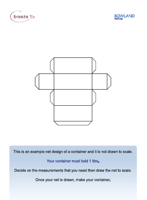 breeze
ROWLAND
This is an example net design of a container and it is not drawn to scale.
Your container must hold 1 litre.
Decide on the measurements that you need then draw the net to scale.
Once your net is drawn, make your container.